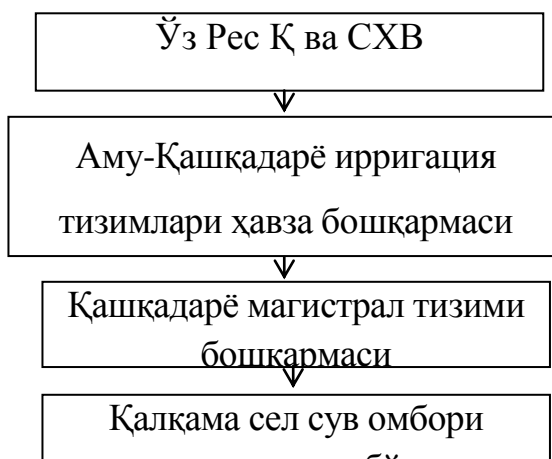 Ўз Рес Қ ва СХВ
Аму-Қашқадарё ирригация
тизимлари ҳавза бошқармаси
Қашқадарё магистрал тизими
бошқармаси
Қалқама сел сув омбори